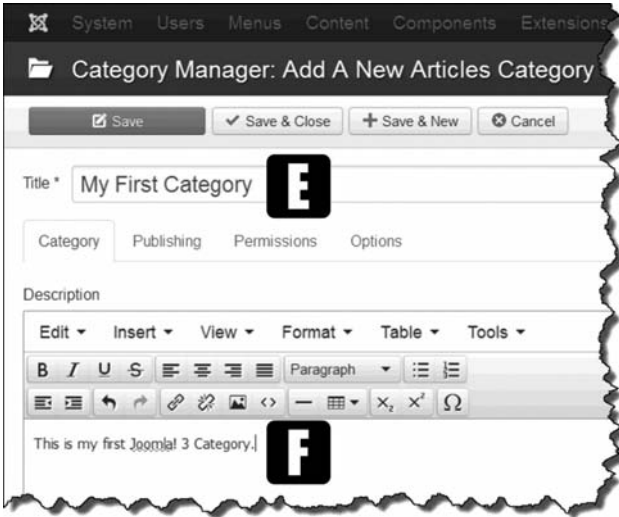 System Users Menus Content Components Extensions
Category Manager: Add A New Articles Category
Save Save & Close Save & New Cancel
Title * My First Category E
Category Publishing Permissions Options
Description
Edit Insert View Format Table Tools
B I U S Paragraph
X₂ X² Ω
This is my first Joomla! 3 Category. F